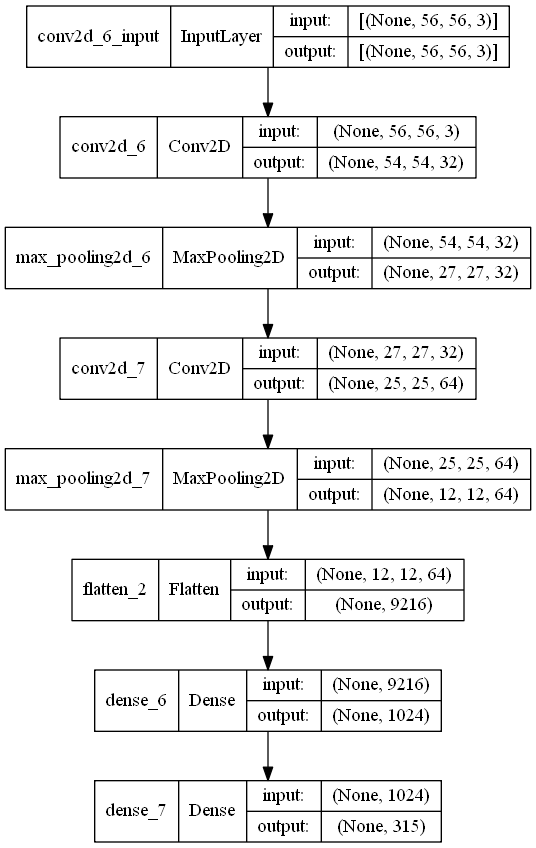 conv2d_6_input InputLayer input: [(None, 56, 56, 3)]
output: [(None, 56, 56, 3)]
conv2d_6 Conv2D input: (None, 56, 56, 3)
output: (None, 54, 54, 32)
max_pooling2d_6 MaxPooling2D input: (None, 54, 54, 32)
output: (None, 27, 27, 32)
conv2d_7 Conv2D input: (None, 27, 27, 32)
output: (None, 25, 25, 64)
max_pooling2d_7 MaxPooling2D input: (None, 25, 25, 64)
output: (None, 12, 12, 64)
flatten_2 Flatten input: (None, 12, 12, 64)
output: (None, 9216)
dense_6 Dense input: (None, 9216)
output: (None, 1024)
dense_7 Dense input: (None, 1024)
output: (None, 315)